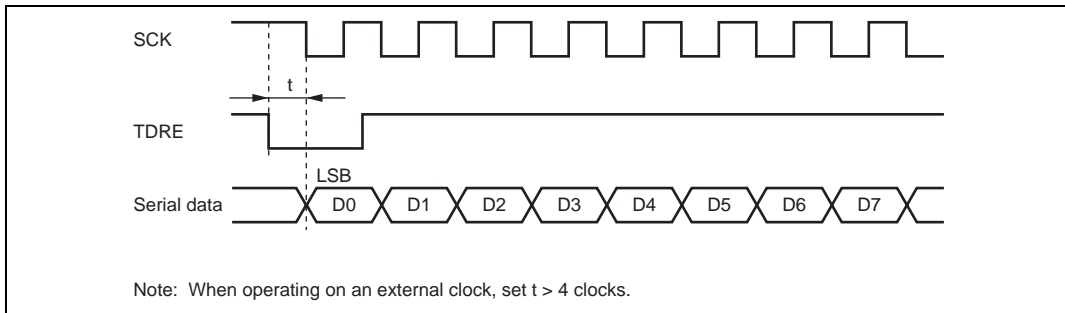 SCK
t
TDRE
LSB
Serial data D0 D1 D2 D3 D4 D5 D6 D7
Note: When operating on an external clock, set t > 4 clocks.